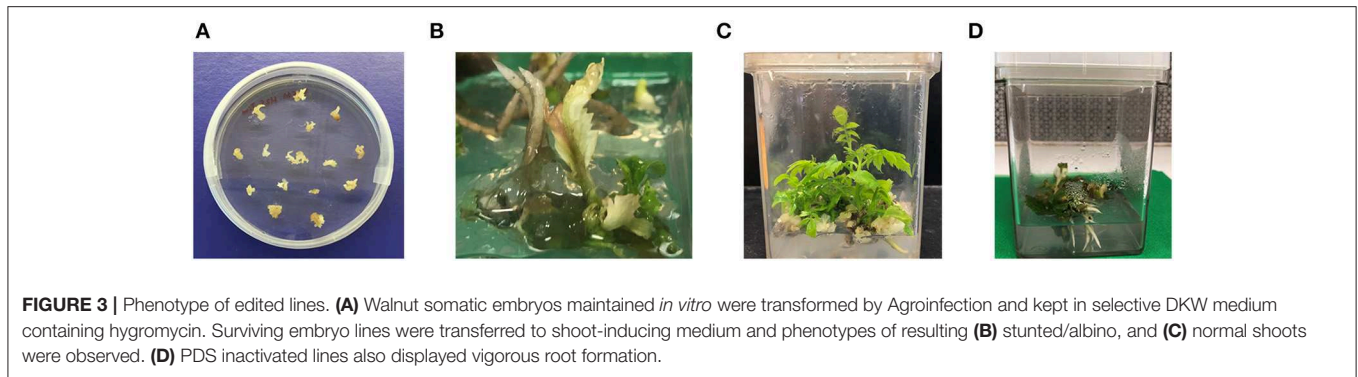 A
B
C
D
FIGURE 3 | Phenotype of edited lines. (A) Walnut somatic embryos maintained in vitro were transformed by Agroinfection and kept in selective DKW medium
containing hygromycin. Surviving embryo lines were transferred to shoot-inducing medium and phenotypes of resulting (B) stunted/albino, and (C) normal shoots
were observed. (D) PDS inactivated lines also displayed vigorous root formation.